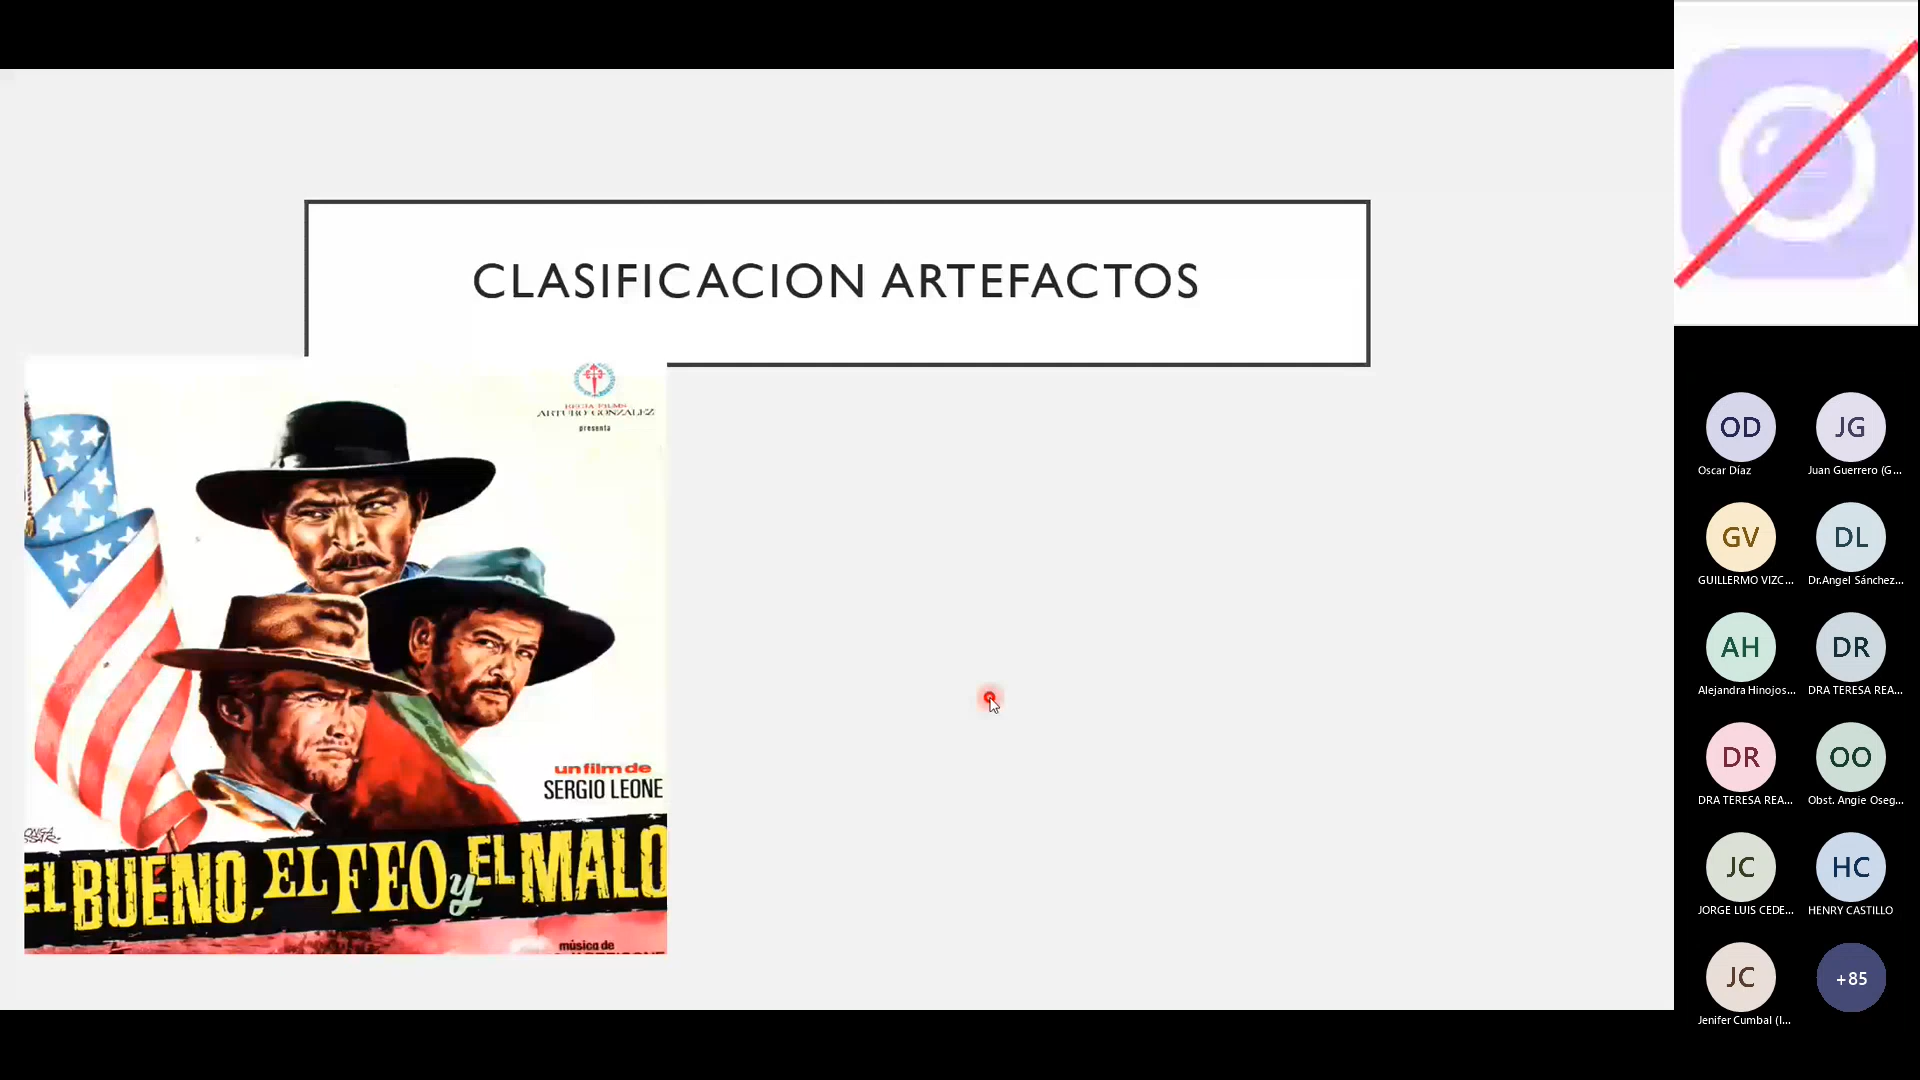 CLASIFICACION ARTEFACTOS
REGIA FILMS
ARTURO GONZALEZ
presenta
un film de
SERGIO LEONE
EL BUENO, EL FEO y EL MALO
música de
OD
Oscar Díaz
JG
Juan Guerrero (G...
GV
GUILLERMO VIZC...
DL
Dr.Angel Sánchez...
AH
Alejandra Hinojos...
DR
DRA TERESA REA...
DR
DRA TERESA REA...
OO
Obst. Angie Oseg...
JC
JORGE LUIS CEDE...
HC
HENRY CASTILLO
JC
Jenifer Cumbal (I...
+85